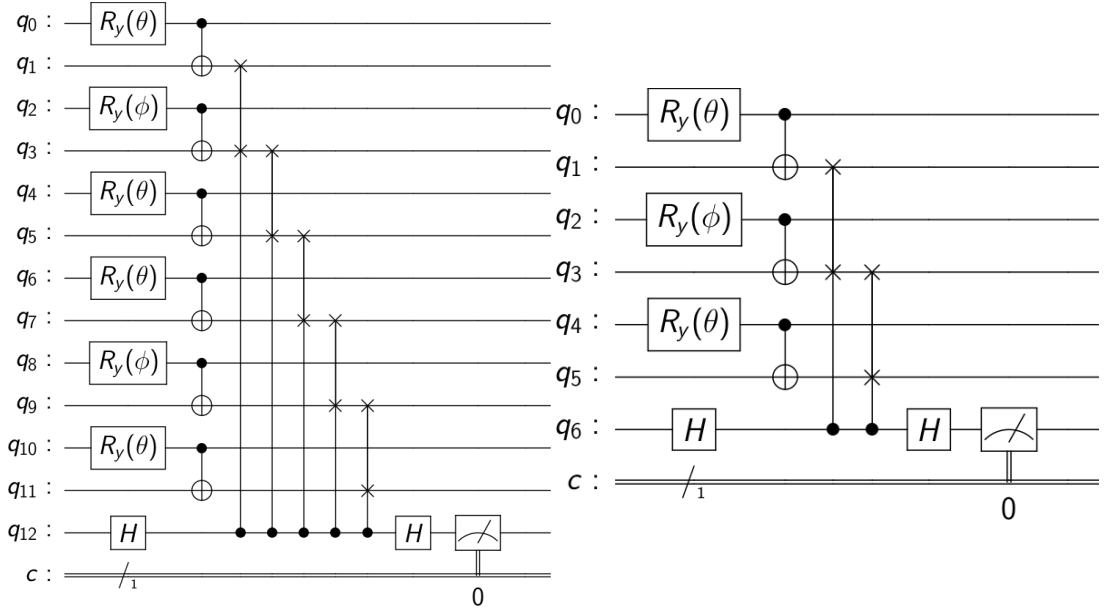 q₀ : R_y(θ)
q₁ :
q₂ : R_y(ϕ)
q₃ :
q₄ : R_y(θ)
q₅ :
q₆ : R_y(θ)
q₇ :
q₈ : R_y(ϕ)
q₉ :
q₁₀ : R_y(θ)
q₁₁ :
q₁₂ : H H
c : 1
0
q₀ : R_y(θ)
q₁ :
q₂ : R_y(ϕ)
q₃ :
q₄ : R_y(θ)
q₅ :
q₆ : H H
c : 1
0